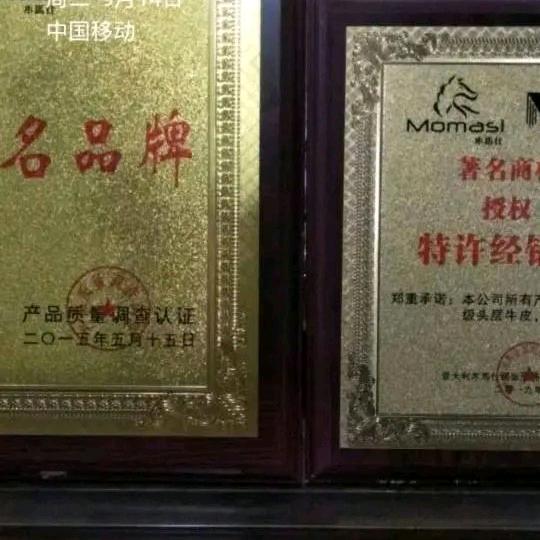 中国移动
名品牌
产品质量调查认证
二〇一五年五月十五日
Momasi
著名商
授权
特许经销
郑重承诺：本公司所有产
级头层牛皮，